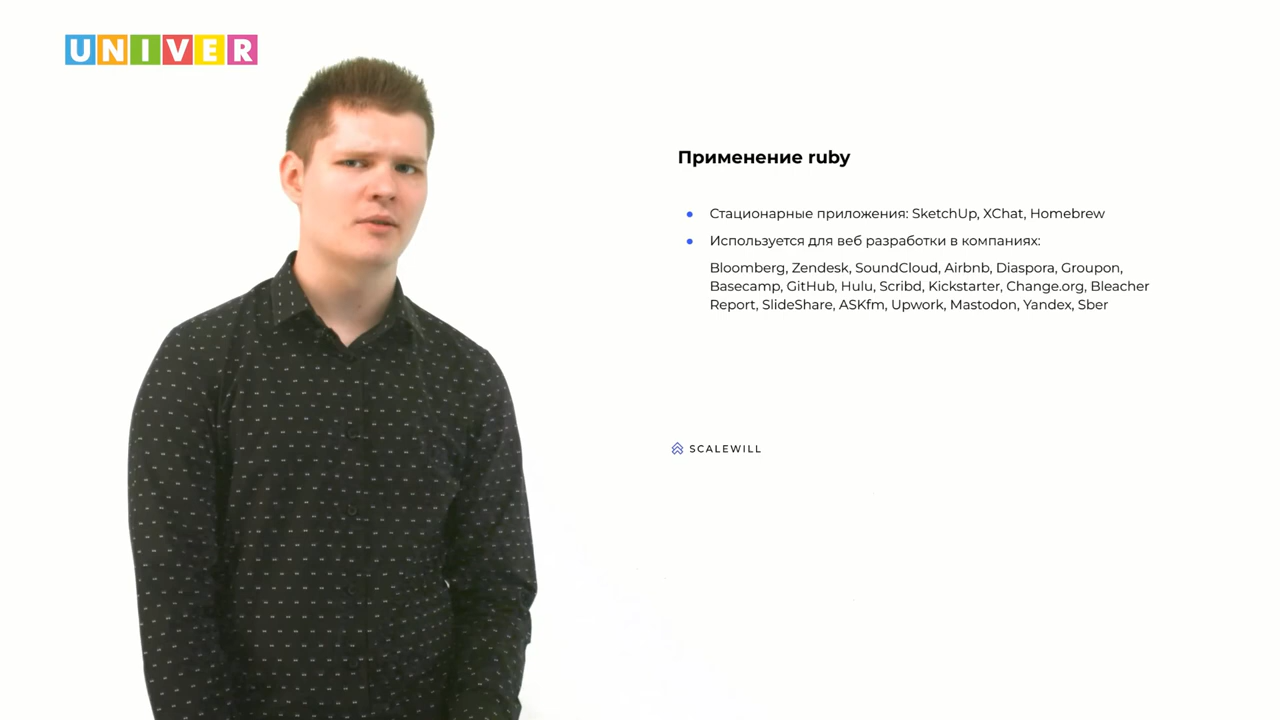 UNIVER
Применение ruby
Стационарные приложения: SketchUp, XChat, Homebrew
Используется для веб разработки в компаниях:
Bloomberg, Zendesk, SoundCloud, Airbnb, Diaspora, Groupon,
Basecamp, GitHub, Hulu, Scribd, Kickstarter, Change.org, Bleacher
Report, SlideShare, ASKfm, Upwork, Mastodon, Yandex, Sber
SCALEWILL